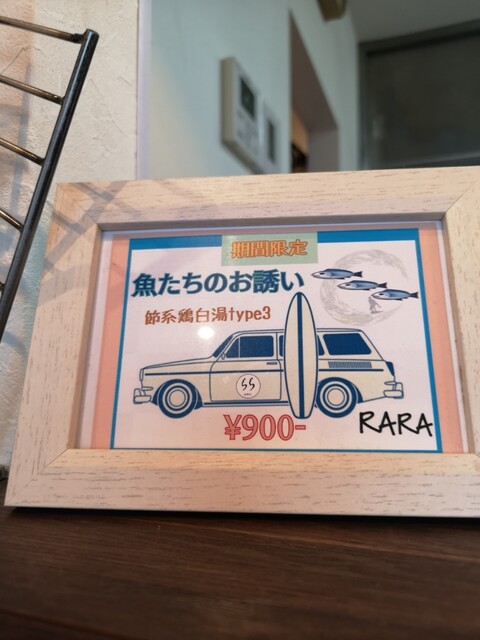 期間限定
魚たちのお誘い
節系鶏白湯type3
¥900-
RARA